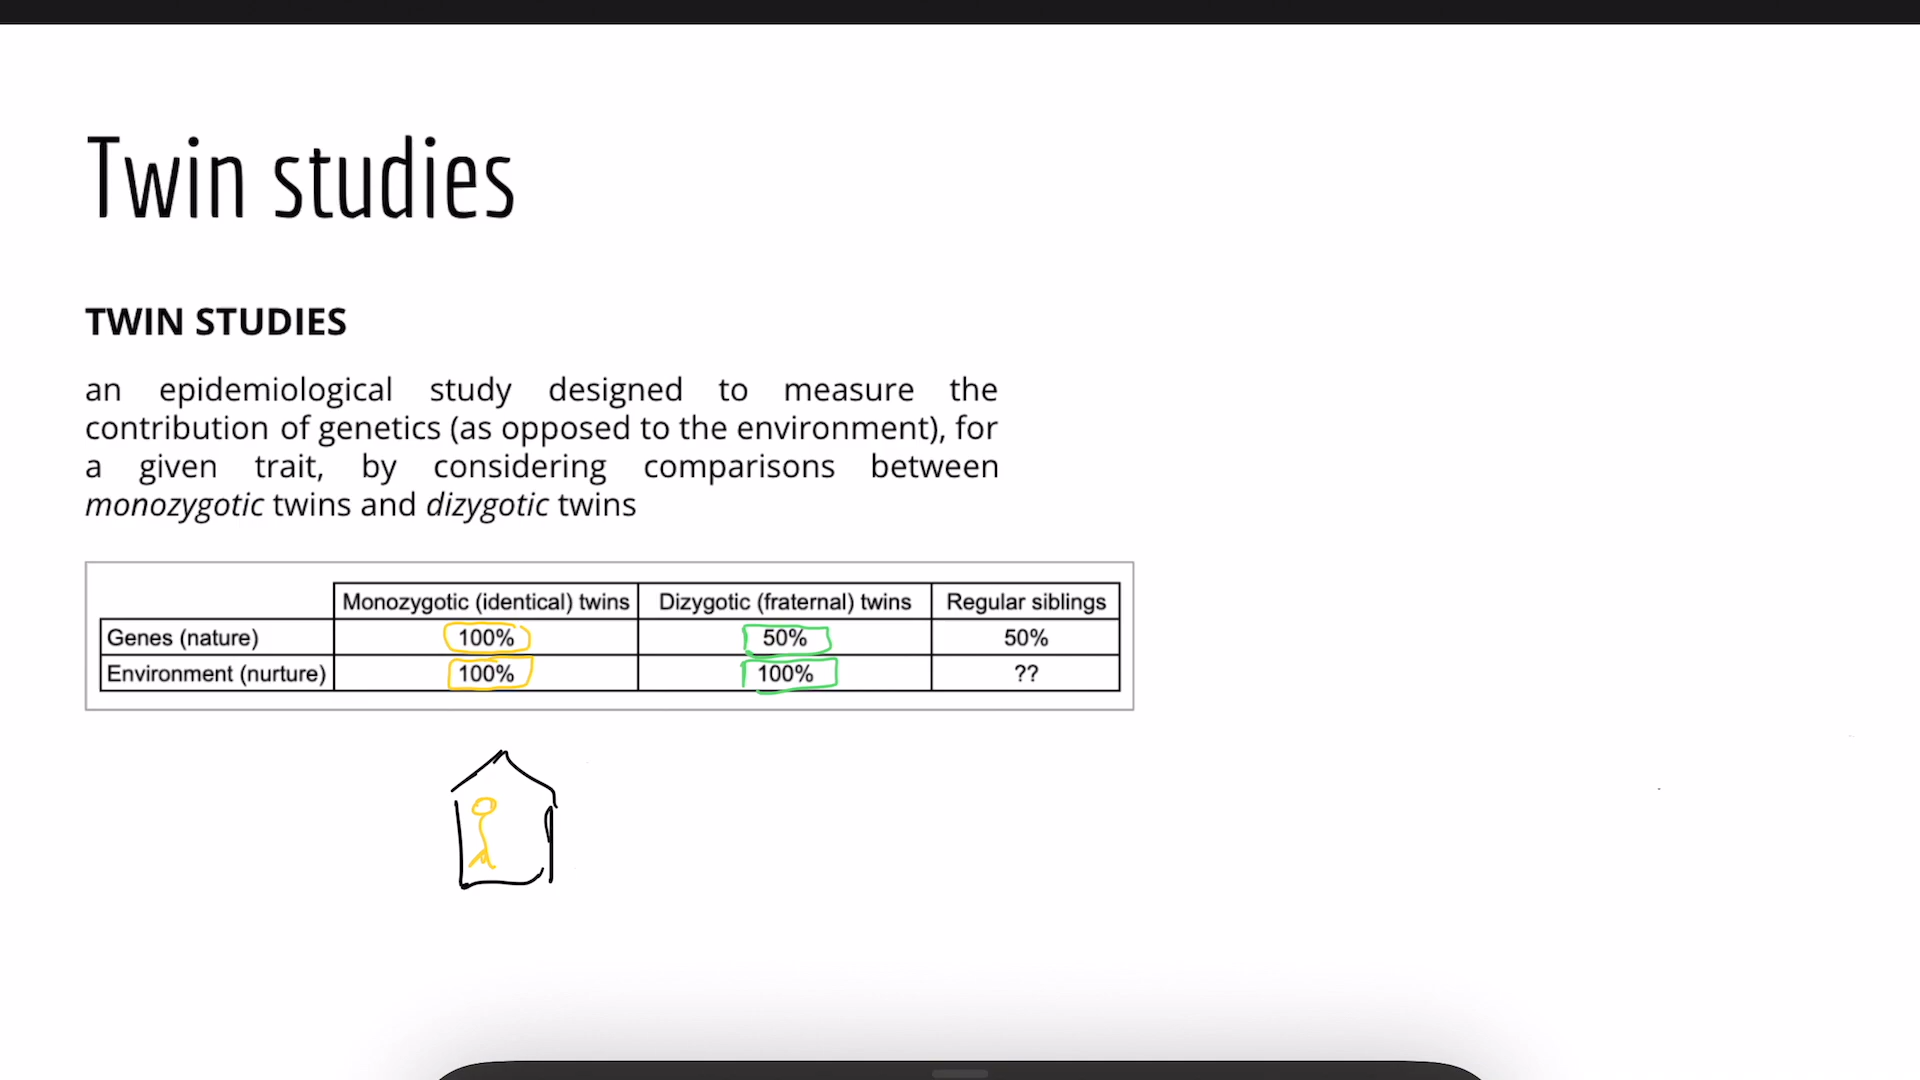 Twin studies
TWIN STUDIES
an epidemiological study designed to measure the
contribution of genetics (as opposed to the environment), for
a given trait, by considering comparisons between
monozygotic twins and dizygotic twins
Monozygotic (identical) twins Dizygotic (fraternal) twins Regular siblings
Genes (nature) 100% 50% 50%
Environment (nurture) 100% 100% ??